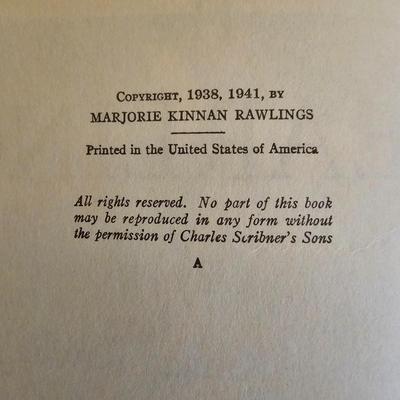 COPYRIGHT, 1938, 1941, BY
MARJORIE KINNAN RAWLINGS
Printed in the United States of America
All rights reserved. No part of this book
may be reproduced in any form without
the permission of Charles Scribner's Sons
A